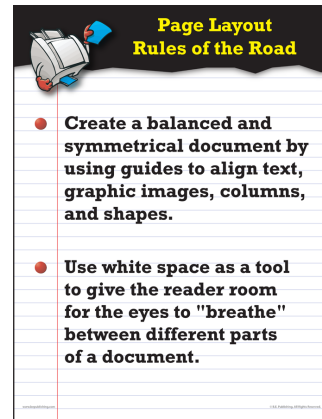 Page Layout
Rules of the Road
Create a balanced and
symmetrical document by
using guides to align text,
graphic images, columns,
and shapes.
Use white space as a tool
to give the reader room
for the eyes to "breathe"
between different parts
of a document.